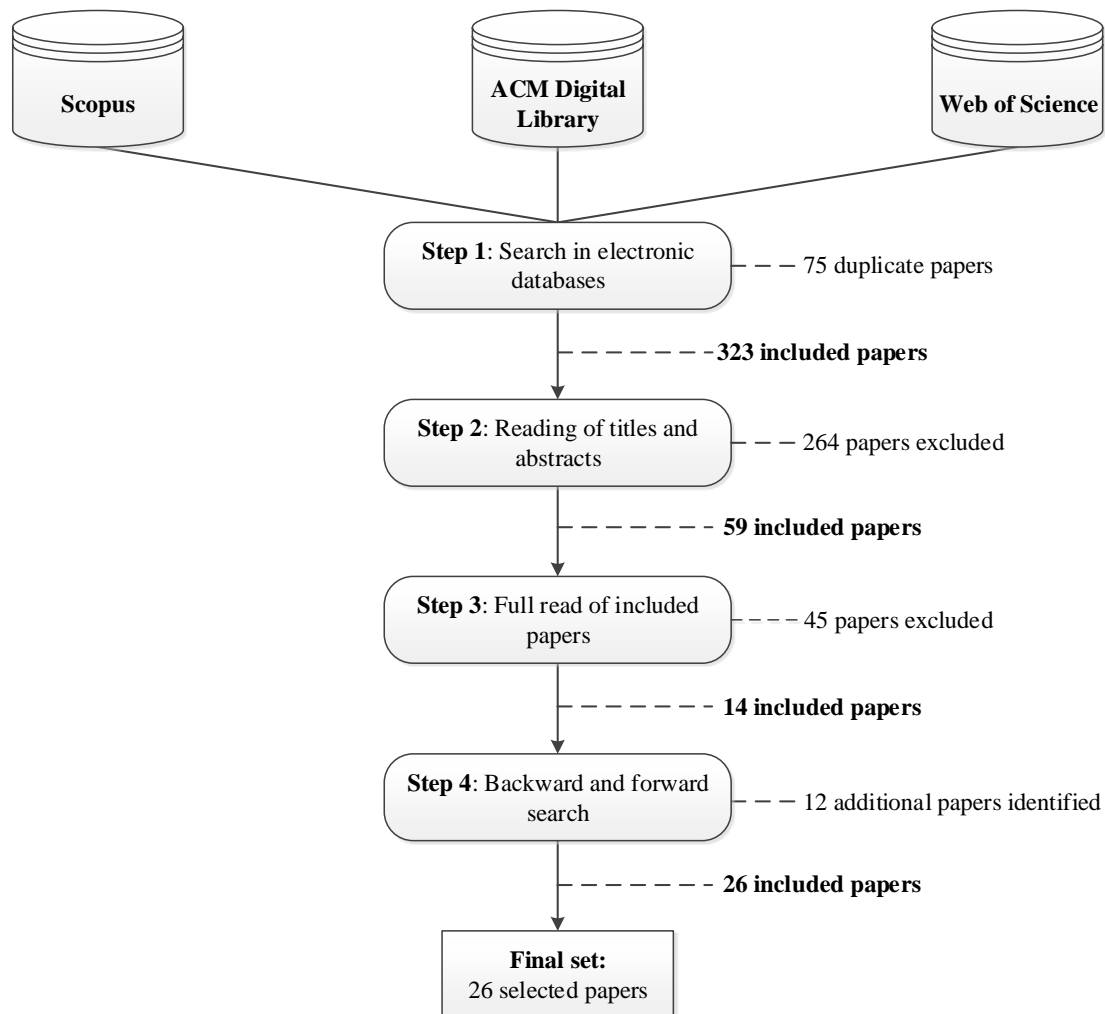 Scopus
ACM Digital
Library
Web of Science
Step 1: Search in electronic
databases
75 duplicate papers
323 included papers
Step 2: Reading of titles and
abstracts
264 papers excluded
59 included papers
Step 3: Full read of included
papers
45 papers excluded
14 included papers
Step 4: Backward and forward
search
12 additional papers identified
26 included papers
Final set:
26 selected papers